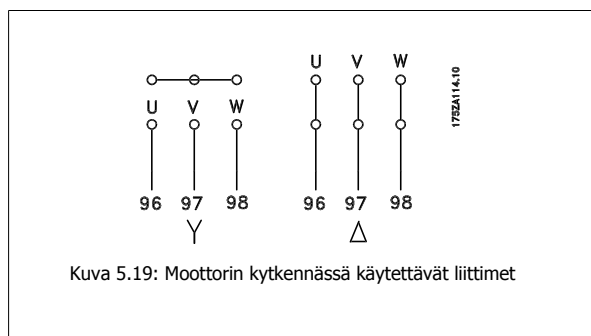 U V W
96 97 98
Y
U V W
96 97 98
Δ
175ZA114.10
Kuva 5.19: Moottorin kytkennässä käytettävät liittimet